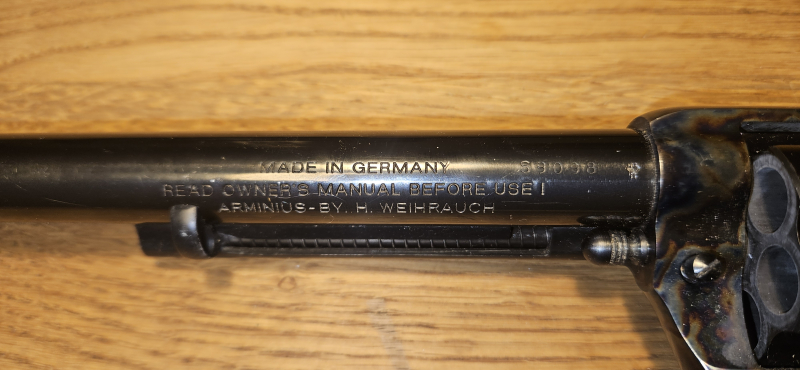 MADE IN GERMANY
READ OWNER'S MANUAL BEFORE USE!
ARMINIUS-BY. H. WEIHRAUCH